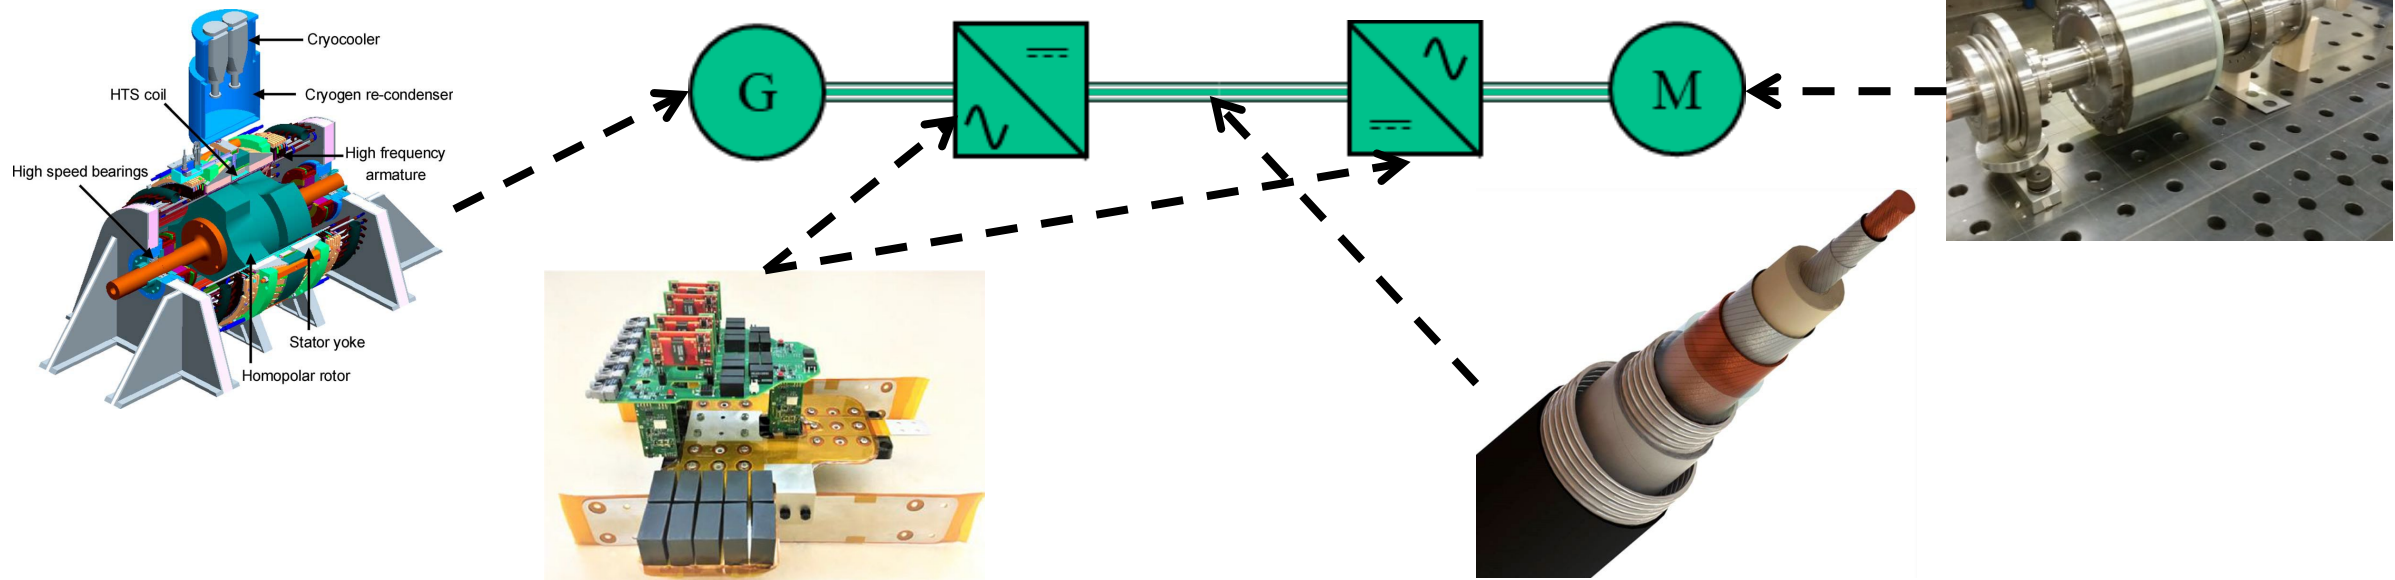 Cryocooler
HTS coil
Cryogen re-condenser
High frequency
armature
High speed bearings
Stator yoke
Homopolar rotor
G
M